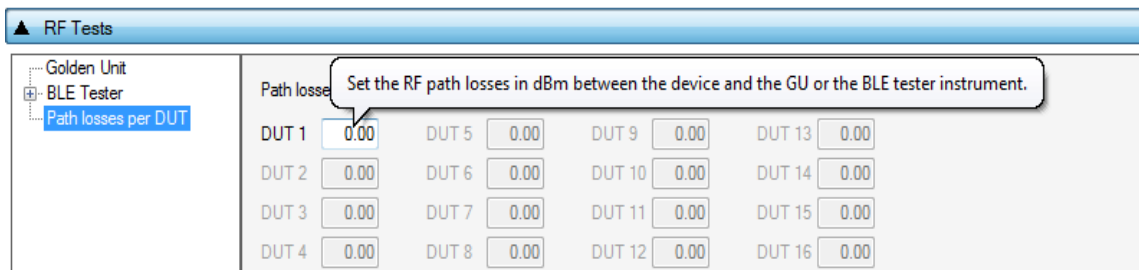 RF Tests
Golden Unit
BLE Tester
Path losses per DUT
Path losse
Set the RF path losses in dBm between the device and the GU or the BLE tester instrument.
DUT 1 0.00 DUT 5 0.00 DUT 9 0.00 DUT 13 0.00
DUT 2 0.00 DUT 6 0.00 DUT 10 0.00 DUT 14 0.00
DUT 3 0.00 DUT 7 0.00 DUT 11 0.00 DUT 15 0.00
DUT 4 0.00 DUT 8 0.00 DUT 12 0.00 DUT 16 0.00